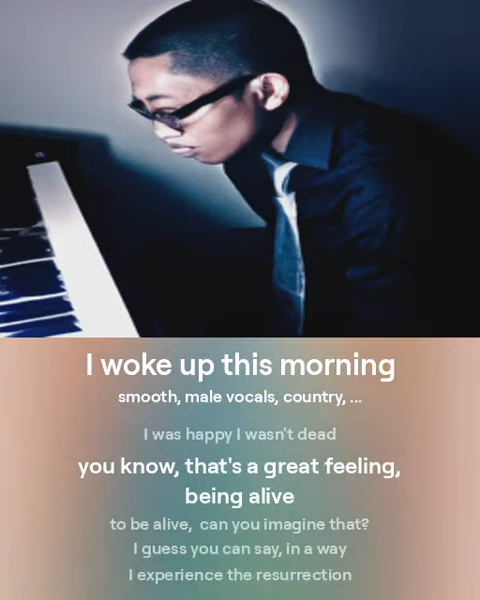 I woke up this morning
smooth, male vocals, country, ...
I was happy I wasn't dead
you know, that's a great feeling,
being alive
to be alive,  can you imagine that?
I guess you can say, in a way
I experience the resurrection